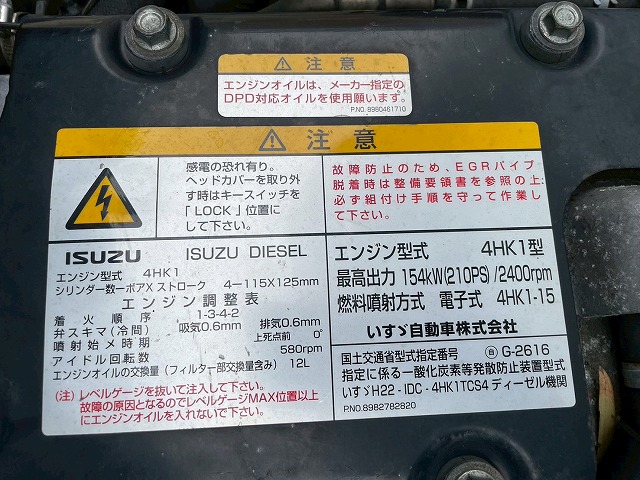 ⚠ 注意
エンジンオイルは、メーカー指定の
DPD対応オイルを使用願います。
P.NO. 8980461710
⚠ 注意
感電の恐れ有り。
ヘッドカバーを取り外
す時はキースイッチを
「LOCK」位置に
して下さい。
故障防止のため、EGRパイプ
脱着時は整備要領書を参照の上、
必ず組付け手順を守って作業し
て下さい。
ISUZU ISUZU DIESEL
エンジン型式 4HK1
シリンダー数ーボアX ストローク 4-115X125mm
エンジン調整表
着火順序 1-3-4-2
弁スキマ(冷間) 吸気0.6mm 排気0.6mm
噴射始メ時期 上死点前 0°
アイドル回転数 580rpm
エンジンオイルの交換量(フィルター部交換量含み) 12L
(注)レベルゲージを抜いて注入して下さい。
故障の原因となるのでレベルゲージMAX位置以上
にエンジンオイルを入れないで下さい。
エンジン型式 4HK1型
最高出力 154kW(210PS)/2400rpm
燃料噴射方式 電子式 4HK1-15
いすゞ自動車株式会社
国土交通省型式指定番号 自 G-2616
指定に係る一酸化炭素等発散防止装置型式
いすゞH22-IDC-4HK1TCS4 ディーゼル機関
P.NO.8982782820